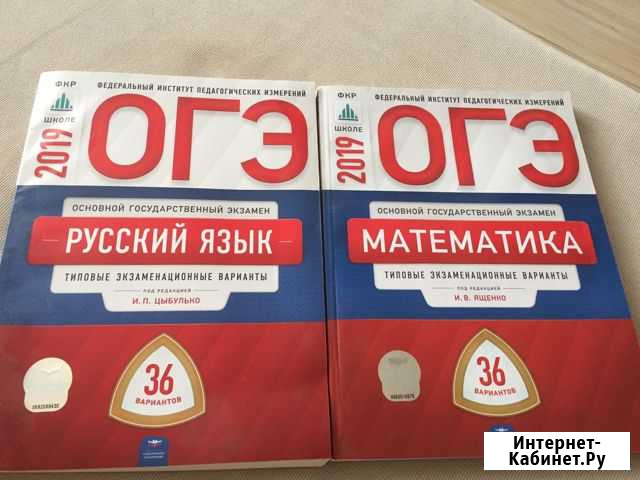 ФКР
ШКОЛЕ
2019
ФЕДЕРАЛЬНЫЙ ИНСТИТУТ ПЕДАГОГИЧЕСКИХ ИЗМЕРЕНИЙ
ОГЭ
ОСНОВНОЙ ГОСУДАРСТВЕННЫЙ ЭКЗАМЕН
РУССКИЙ ЯЗЫК
ТИПОВЫЕ ЭКЗАМЕНАЦИОННЫЕ ВАРИАНТЫ
ПОД РЕДАКЦИЕЙ
И. П. ЦЫБУЛЬКО
36
ВАРИАНТОВ
ФКР
ШКОЛЕ
2019
ФЕДЕРАЛЬНЫЙ ИНСТИТУТ ПЕДАГОГИЧЕСКИХ ИЗМЕРЕНИЙ
ОГЭ
ОСНОВНОЙ ГОСУДАРСТВЕННЫЙ ЭКЗАМЕН
МАТЕМАТИКА
ТИПОВЫЕ ЭКЗАМЕНАЦИОННЫЕ ВАРИАНТЫ
ПОД РЕДАКЦИЕЙ
И. В. ЯЩЕНКО
36
ВАРИАНТОВ
Интернет-
Кабинет.Ру